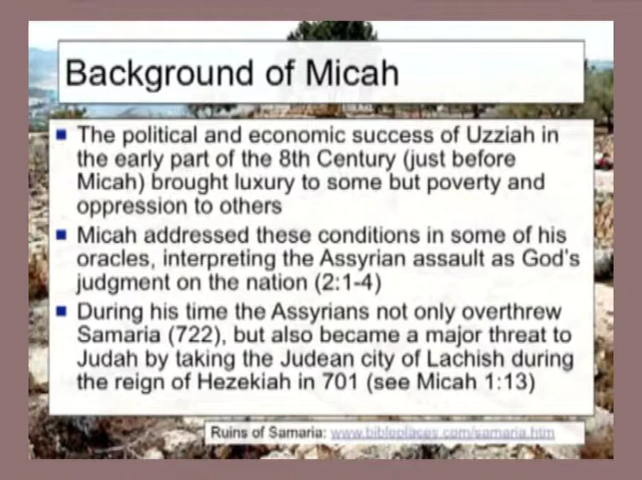 Background of Micah
The political and economic success of Uzziah in
the early part of the 8th Century (just before
Micah) brought luxury to some but poverty and
oppression to others
Micah addressed these conditions in some of his
oracles, interpreting the Assyrian assault as God's
judgment on the nation (2:1-4)
During his time the Assyrians not only overthrew
Samaria (722), but also became a major threat to
Judah by taking the Judean city of Lachish during
the reign of Hezekiah in 701 (see Micah 1:13)
Ruins of Samaria: www.bibleplaces.com/samaria.htm